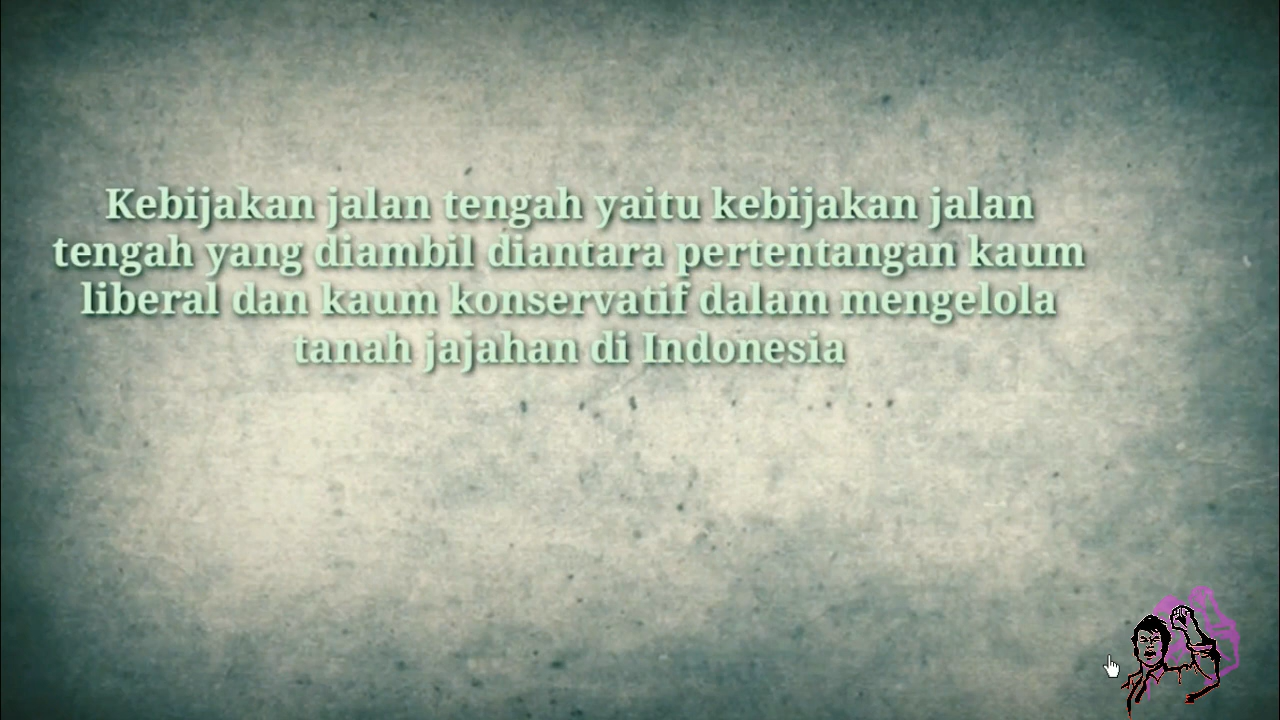 Kebijakan jalan tengah yaitu kebijakan jalan
tengah yang diambil diantara pertentangan kaum
liberal dan kaum konservatif dalam mengelola
tanah jajahan di Indonesia